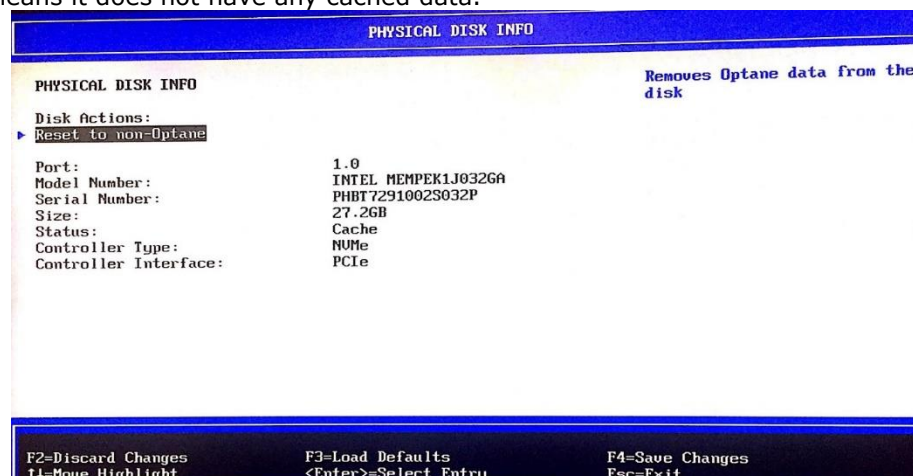 eans it does not have any cached data.
PHYSICAL DISK INFO
PHYSICAL DISK INFO
Removes Optane data from the
disk
Disk Actions:
Reset to non-Optane
Port: 1.0
Model Number: INTEL MEMPEK1J032GA
Serial Number: PHBT7291002S032P
Size: 27.2GB
Status: Cache
Controller Type: NVMe
Controller Interface: PCIe
F2=Discard Changes F3=Load Defaults F4=Save Changes
↑↓=Move Highlight <Enter>=Select Entry Esc=Exit